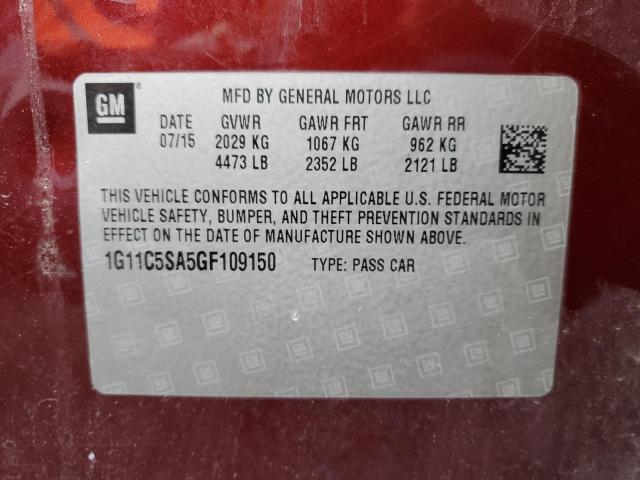 GM
MFD BY GENERAL MOTORS LLC
DATE GVWR GAWR FRT GAWR RR
07/15 2029 KG 1067 KG 962 KG
4473 LB 2352 LB 2121 LB
THIS VEHICLE CONFORMS TO ALL APPLICABLE U.S. FEDERAL MOTOR
VEHICLE SAFETY, BUMPER, AND THEFT PREVENTION STANDARDS IN
EFFECT ON THE DATE OF MANUFACTURE SHOWN ABOVE.
1G11C5SA5GF109150 TYPE: PASS CAR